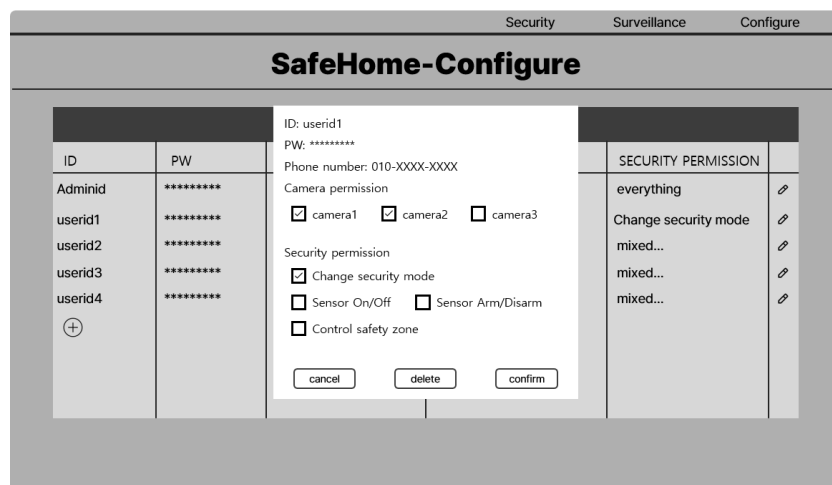 Security Surveillance Configure
SafeHome-Configure
ID PW SECURITY PERMISSION
Adminid ********* everything
userid1 ********* Change security mode
userid2 ********* mixed...
userid3 ********* mixed...
userid4 ********* mixed...
ID: userid1
PW: *********
Phone number: 010-XXXX-XXXX
Camera permission
camera1 camera2 camera3
Security permission
Change security mode
Sensor On/Off Sensor Arm/Disarm
Control safety zone
cancel delete confirm